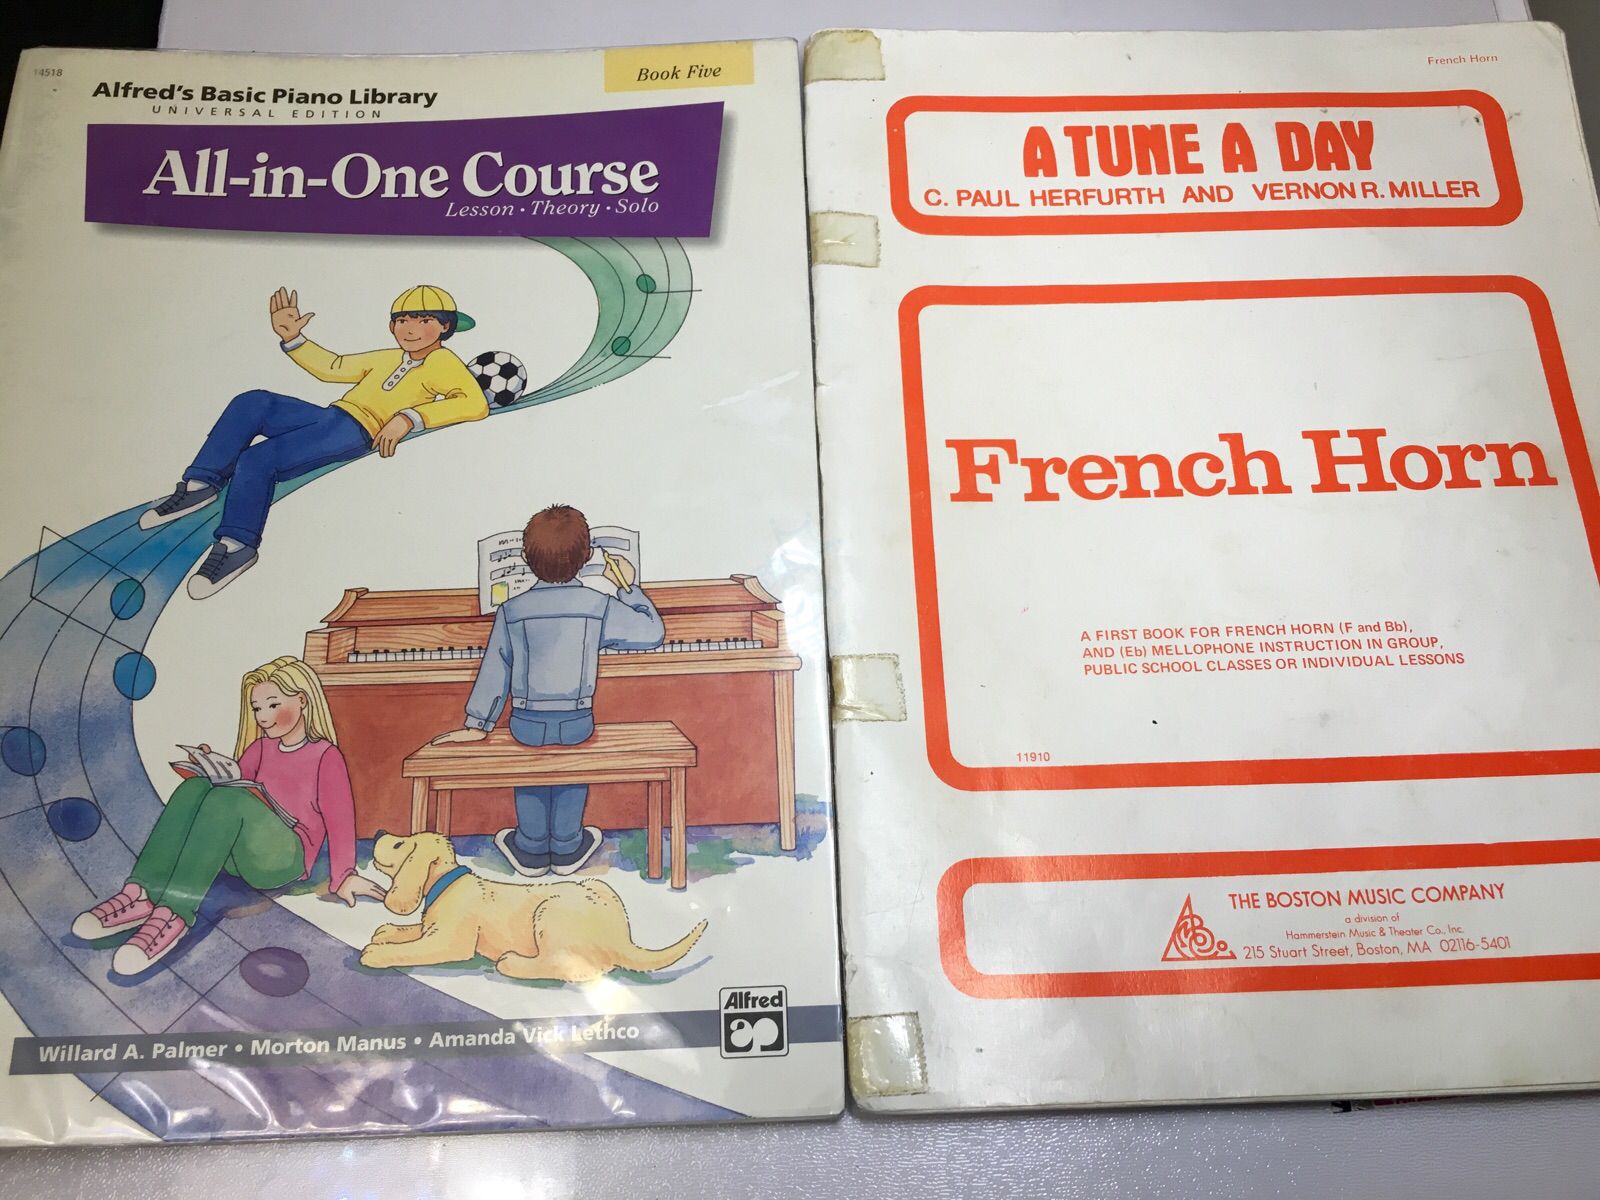 14518
Book Five
Alfred's Basic Piano Library
UNIVERSAL EDITION
All-in-One Course
Lesson • Theory • Solo
Willard A. Palmer • Morton Manus • Amanda Vick Lethco
Alfred
French Horn
A TUNE A DAY
C. PAUL HERFURTH AND VERNON R. MILLER
French Horn
A FIRST BOOK FOR FRENCH HORN (F and Bb),
AND (Eb) MELLOPHONE INSTRUCTION IN GROUP,
PUBLIC SCHOOL CLASSES OR INDIVIDUAL LESSONS
11910
THE BOSTON MUSIC COMPANY
a division of
Hammerstein Music & Theater Co., Inc.
215 Stuart Street, Boston, MA 02116-5401